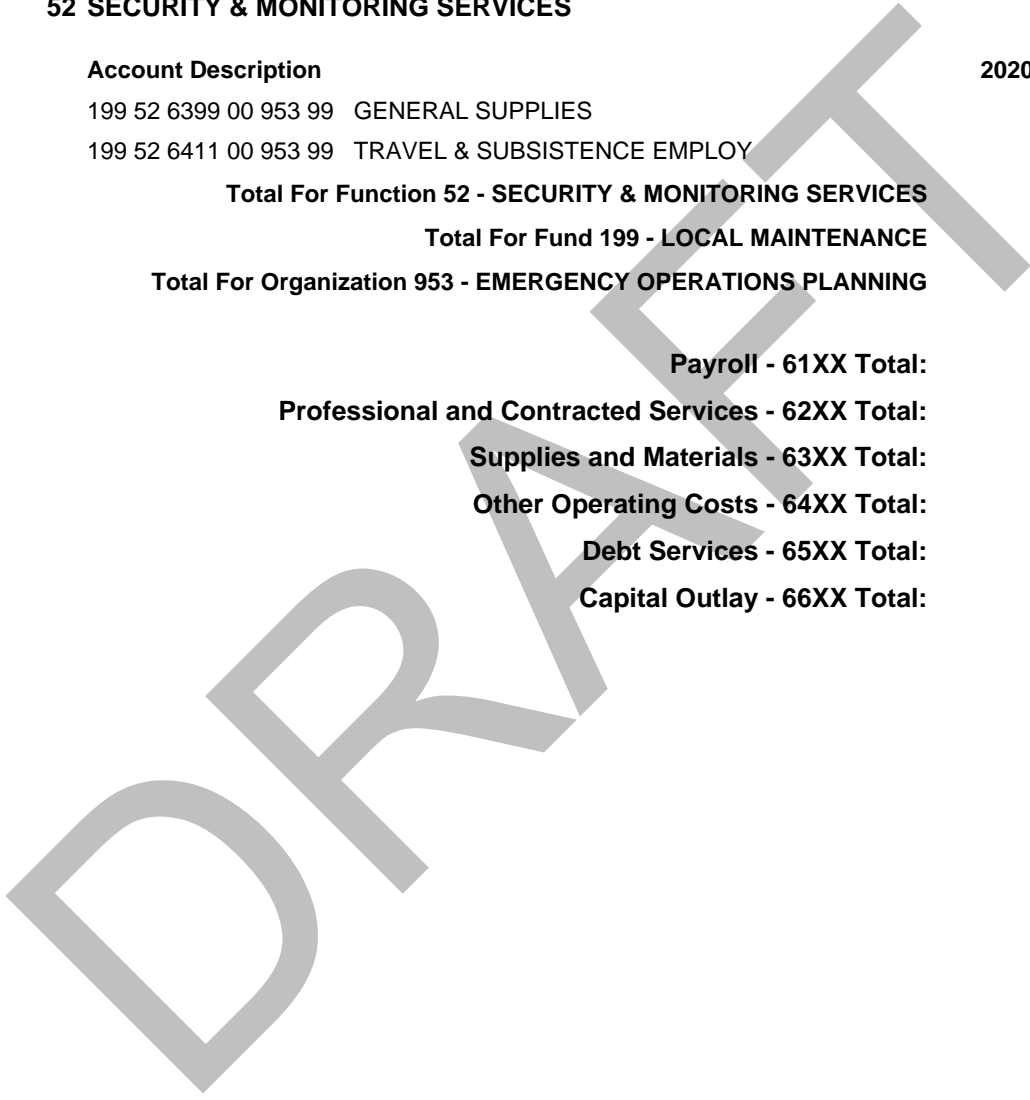 52 SECURITY & MONITORING SERVICES
Account Description 2020
199 52 6399 00 953 99 GENERAL SUPPLIES
199 52 6411 00 953 99 TRAVEL & SUBSISTENCE EMPLOY
Total For Function 52 - SECURITY & MONITORING SERVICES
Total For Fund 199 - LOCAL MAINTENANCE
Total For Organization 953 - EMERGENCY OPERATIONS PLANNING
Payroll - 61XX Total:
Professional and Contracted Services - 62XX Total:
Supplies and Materials - 63XX Total:
Other Operating Costs - 64XX Total:
Debt Services - 65XX Total:
Capital Outlay - 66XX Total:
DRAFT